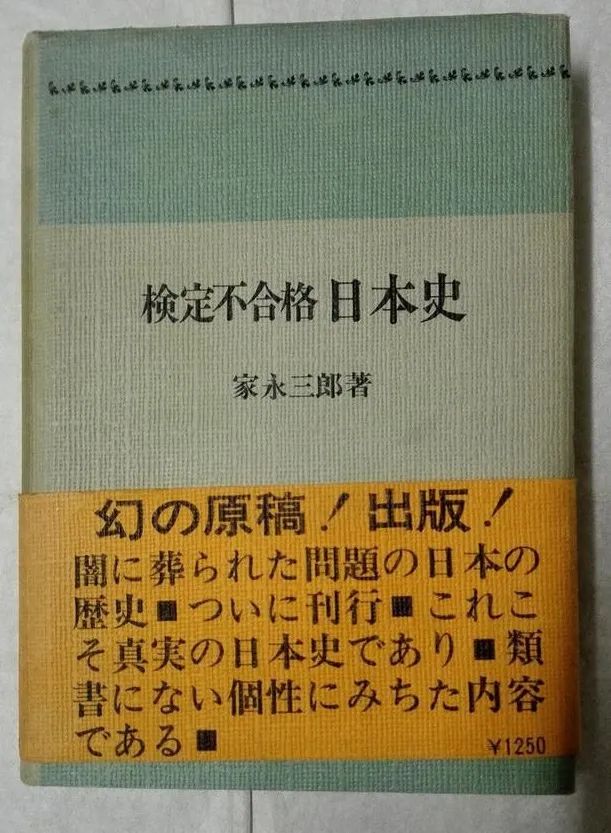 検定不合格 日本史
家永三郎著
幻の原稿!出版!
闇に葬られた問題の日本の
歴史■ついに刊行■これこ
そ真実の日本史であり■類
書にない個性にみちた内容
である■
¥1250